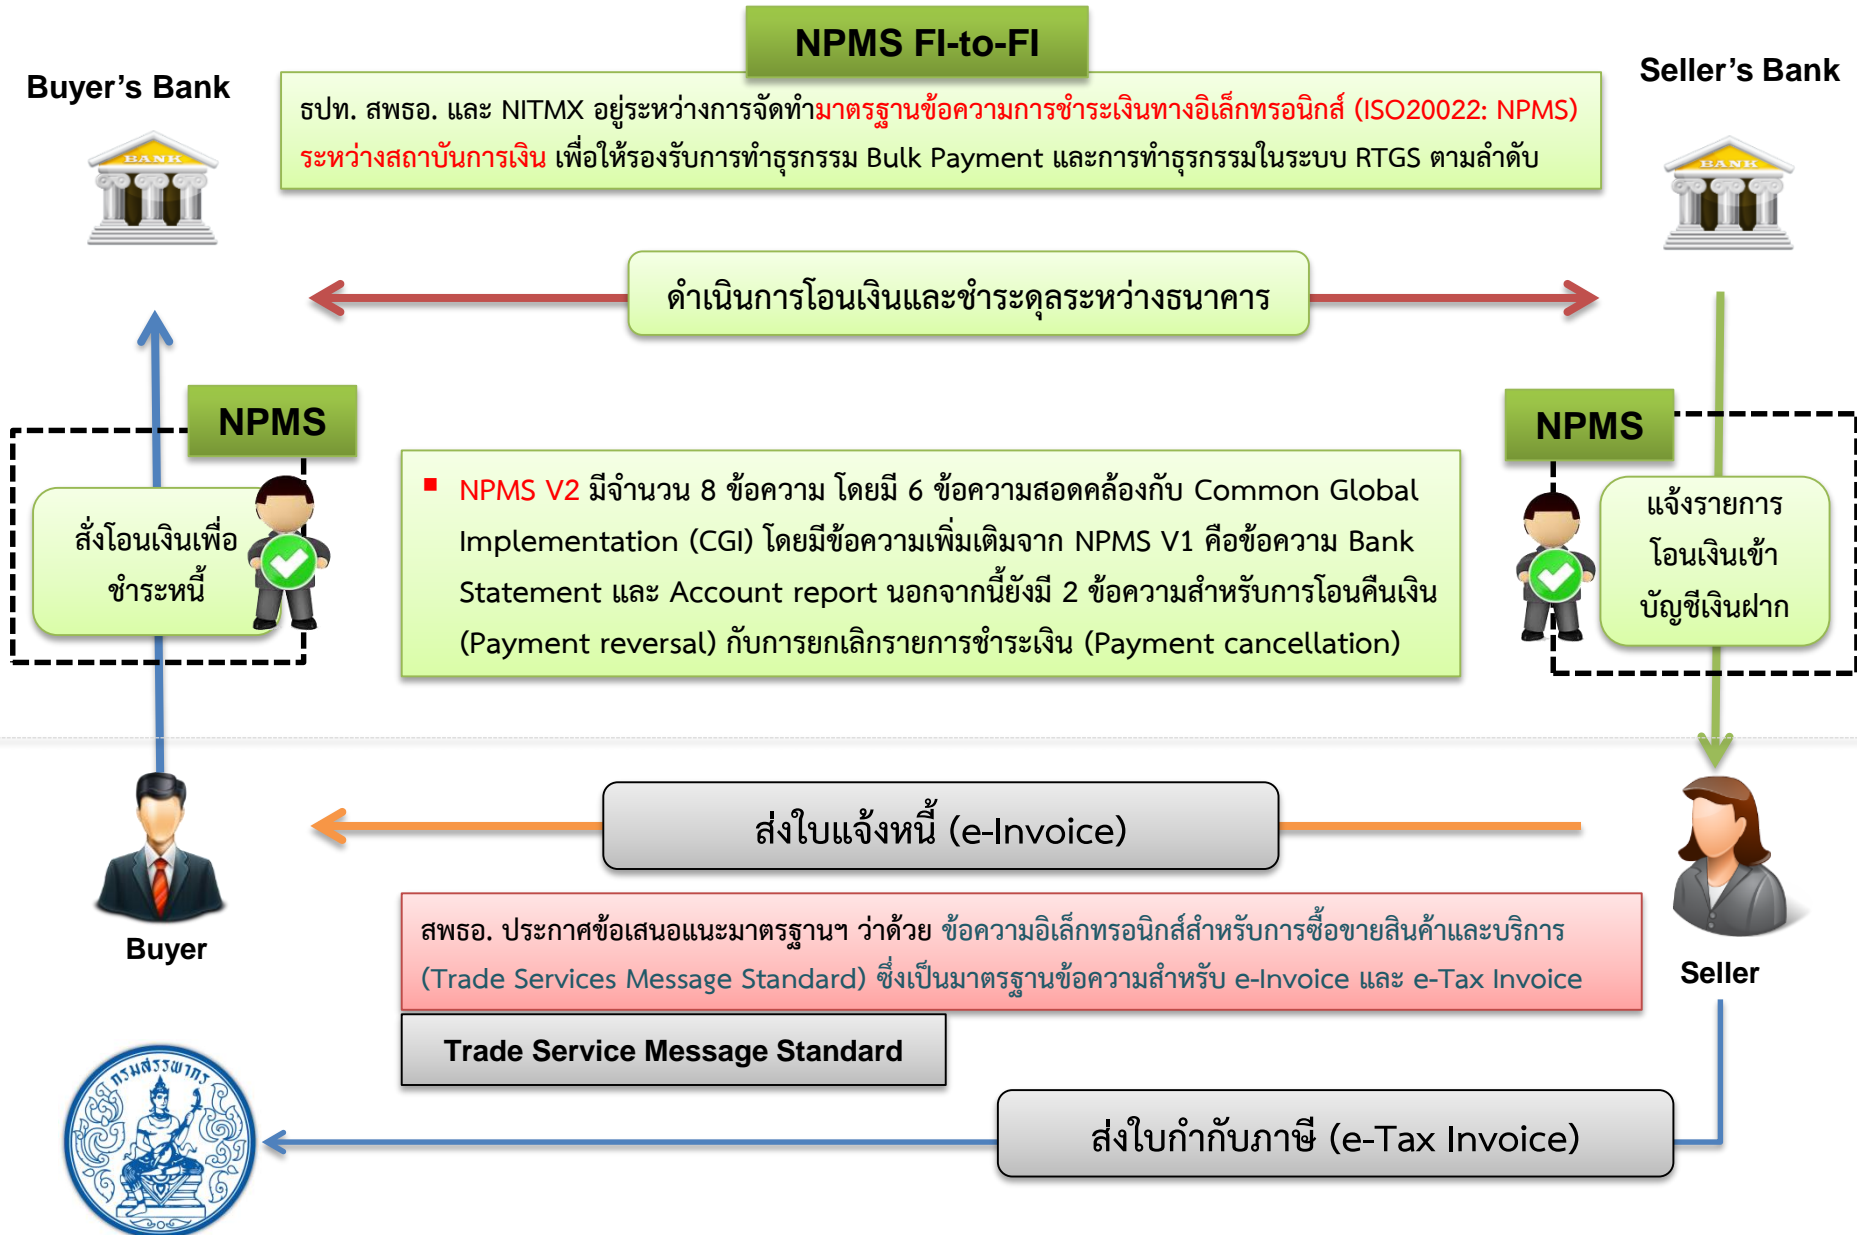 NPMS FI-to-FI
Buyer’s Bank
Seller’s Bank
ธปท. สพธอ. และ NITMX อยู่ระหว่างการจัดทำมาตรฐานข้อความการชำระเงินทางอิเล็กทรอนิกส์ (ISO20022: NPMS)
ระหว่างสถาบันการเงิน เพื่อให้รองรับการทำธุรกรรม Bulk Payment และการทำธุรกรรมในระบบ RTGS ตามลำดับ
BANK
BANK
ดำเนินการโอนเงินและชำระดุลระหว่างธนาคาร
NPMS
NPMS
สั่งโอนเงินเพื่อ
ชำระหนี้
▪ NPMS V2 มีจำนวน 8 ข้อความ โดยมี 6 ข้อความสอดคล้องกับ Common Global
Implementation (CGI) โดยมีข้อความเพิ่มเติมจาก NPMS V1 คือข้อความ Bank
Statement และ Account report นอกจากนี้ยังมี 2 ข้อความสำหรับการโอนคืนเงิน
(Payment reversal) กับการยกเลิกรายการชำระเงิน (Payment cancellation)
แจ้งรายการ
โอนเงินเข้า
บัญชีเงินฝาก
ส่งใบแจ้งหนี้ (e-Invoice)
Buyer
สพธอ. ประกาศข้อเสนอแนะมาตรฐานฯ ว่าด้วย ข้อความอิเล็กทรอนิกส์สำหรับการซื้อขายสินค้าและบริการ
(Trade Services Message Standard) ซึ่งเป็นมาตรฐานข้อความสำหรับ e-Invoice และ e-Tax Invoice
Seller
Trade Service Message Standard
กรมสรรพากร
ส่งใบกำกับภาษี (e-Tax Invoice)